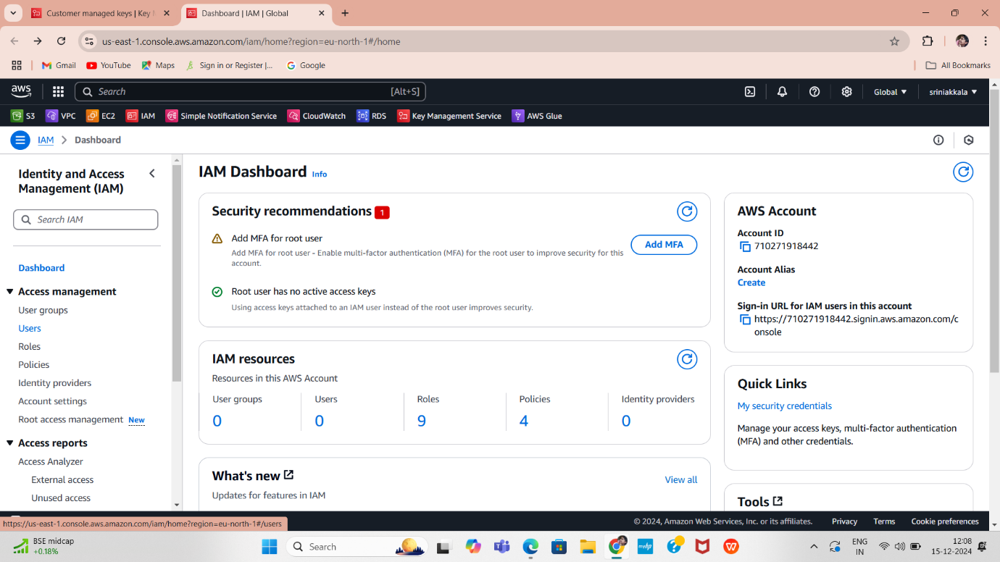 Customer managed keys | Key M
Dashboard | IAM | Global
us-east-1.console.aws.amazon.com/iam/home?region=eu-north-1#/home
Gmail
YouTube
Maps
Sign in or Register |...
Google
All Bookmarks
aws
Search
[Alt+S]
Global
sriniakkala
S3
VPC
EC2
IAM
Simple Notification Service
CloudWatch
RDS
Key Management Service
AWS Glue
IAM
Dashboard
Identity and Access
Management (IAM)
Search IAM
Dashboard
Access management
User groups
Users
Roles
Policies
Identity providers
Account settings
Root access management New
Access reports
Access Analyzer
External access
Unused access
IAM Dashboard Info
Security recommendations 1
Add MFA for root user
Add MFA for root user - Enable multi-factor authentication (MFA) for the root user to improve security for this
account.
Add MFA
Root user has no active access keys
Using access keys attached to an IAM user instead of the root user improves security.
IAM resources
Resources in this AWS Account
User groups
0
Users
0
Roles
9
Policies
4
Identity providers
0
What's new
View all
Updates for features in IAM
AWS Account
Account ID
710271918442
Account Alias
Create
Sign-in URL for IAM users in this account
https://710271918442.signin.aws.amazon.com/c
onsole
Quick Links
My security credentials
Manage your access keys, multi-factor authentication
(MFA) and other credentials.
Tools
https://us-east-1.console.aws.amazon.com/iam/home?region=eu-north-1#/users
© 2024, Amazon Web Services, Inc. or its affiliates.
Privacy
Terms
Cookie preferences
BSE midcap
+0.18%
Search
myhp
ENG
IN
12:08
15-12-2024